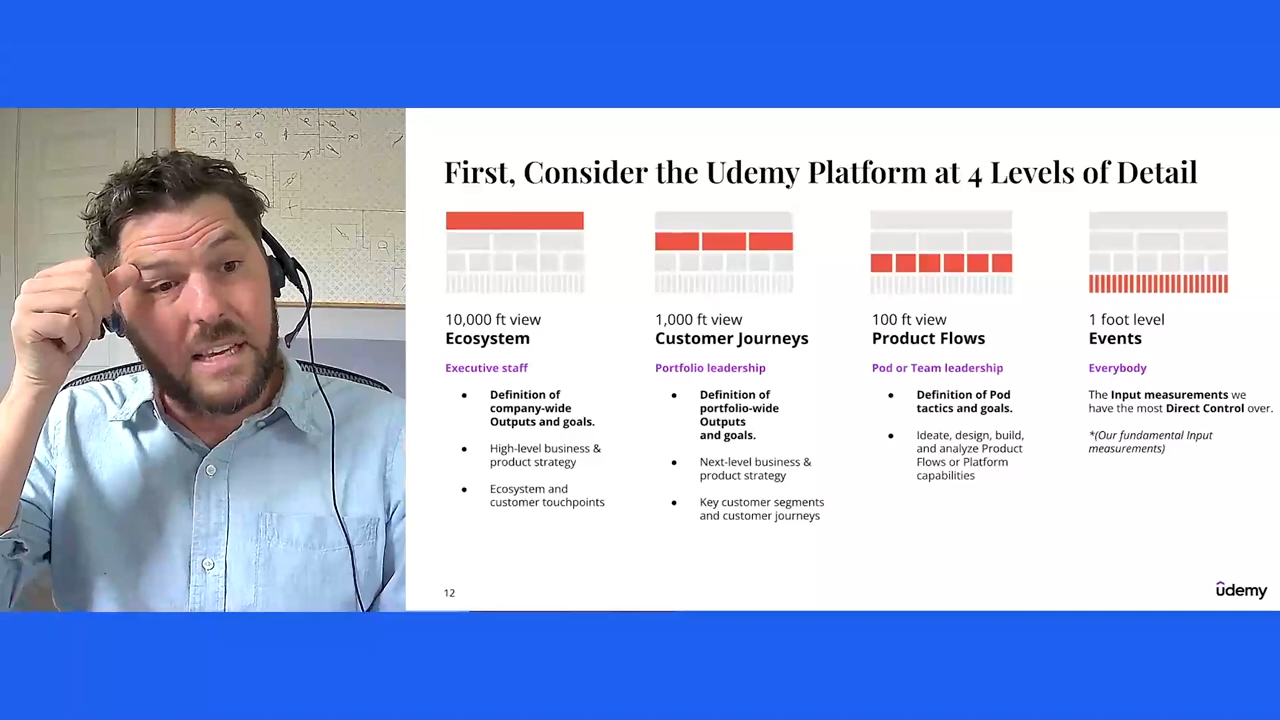 First, Consider the Udemy Platform at 4 Levels of Detail
10,000 ft view
Ecosystem
Executive staff
● Definition of
company-wide
Outputs and goals.
● High-level business &
product strategy
● Ecosystem and
customer touchpoints
1,000 ft view
Customer Journeys
Portfolio leadership
● Definition of
portfolio-wide
Outputs
and goals.
● Next-level business &
product strategy
● Key customer segments
and customer journeys
100 ft view
Product Flows
Pod or Team leadership
● Definition of Pod
tactics and goals.
● Ideate, design, build,
and analyze Product
Flows or Platform
capabilities
1 foot level
Events
Everybody
The Input measurements we
have the most Direct Control over.
*(Our fundamental Input
measurements)
12
ûdemy